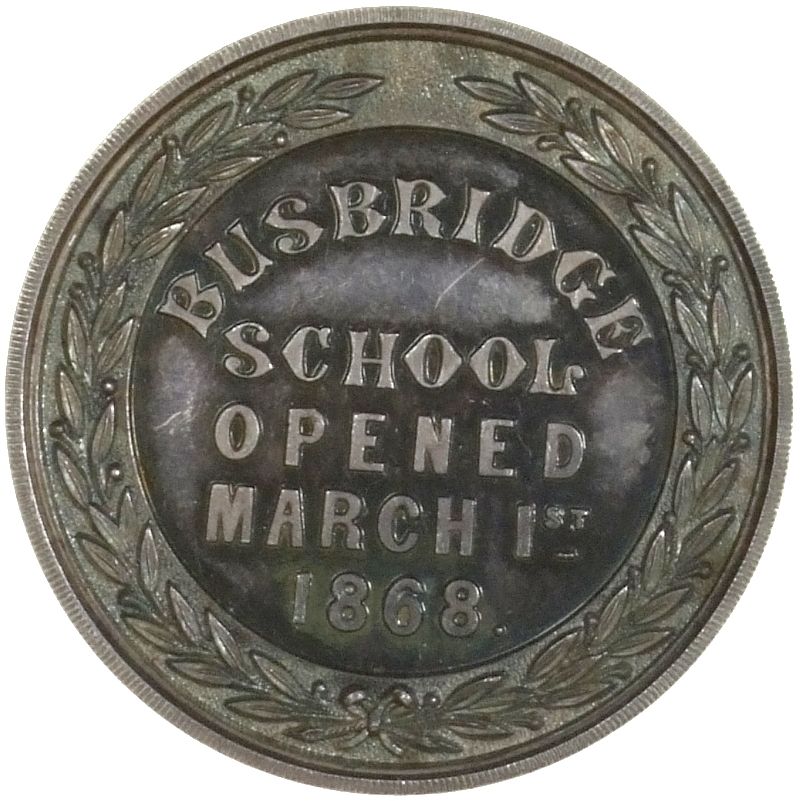 BUSBRIDGE
SCHOOL
OPENED
MARCH 1ST
1868.